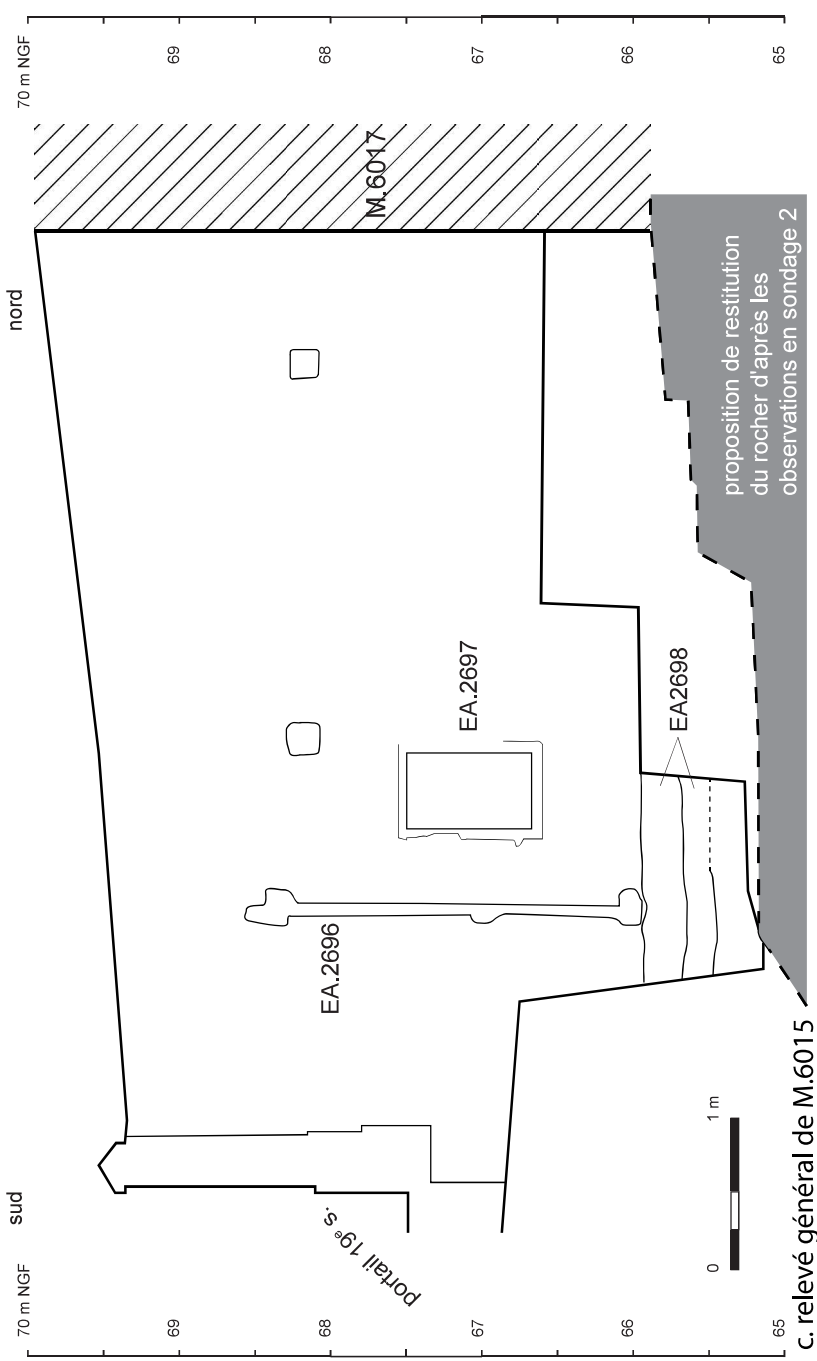 70 m NGF
69
68
67
66
65
sud
nord
70 m NGF
69
68
67
66
65
portail 19e s.
EA.2696
EA.2697
EA2698
M.6017
proposition de restitution
du rocher d'après les
observations en sondage 2
0
1 m
c. relevé général de M.6015